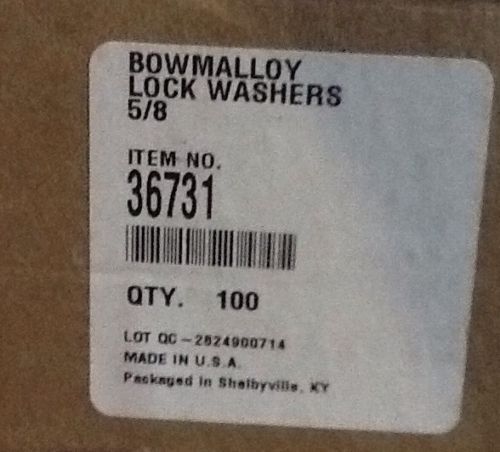 BOWMALLOY
LOCK WASHERS
5/8
ITEM NO.
36731
QTY. 100
LOT QC-2824900714
MADE IN U.S.A.
Packaged in Shelbyville, KY